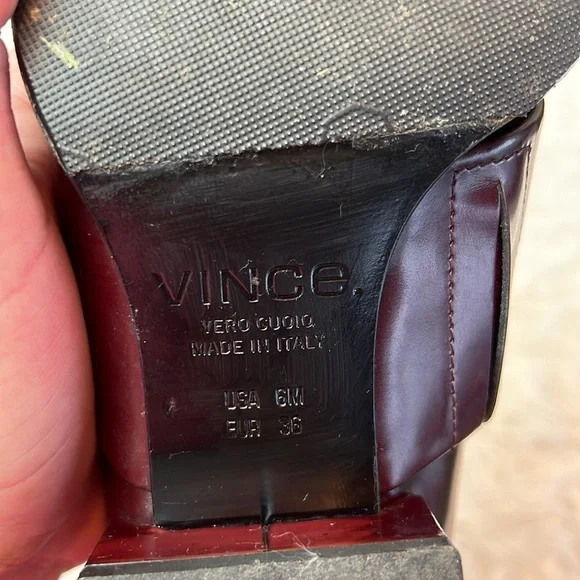 VINCE.
VERO CUOIO
MADE IN ITALY
USA 6M
EUR 36